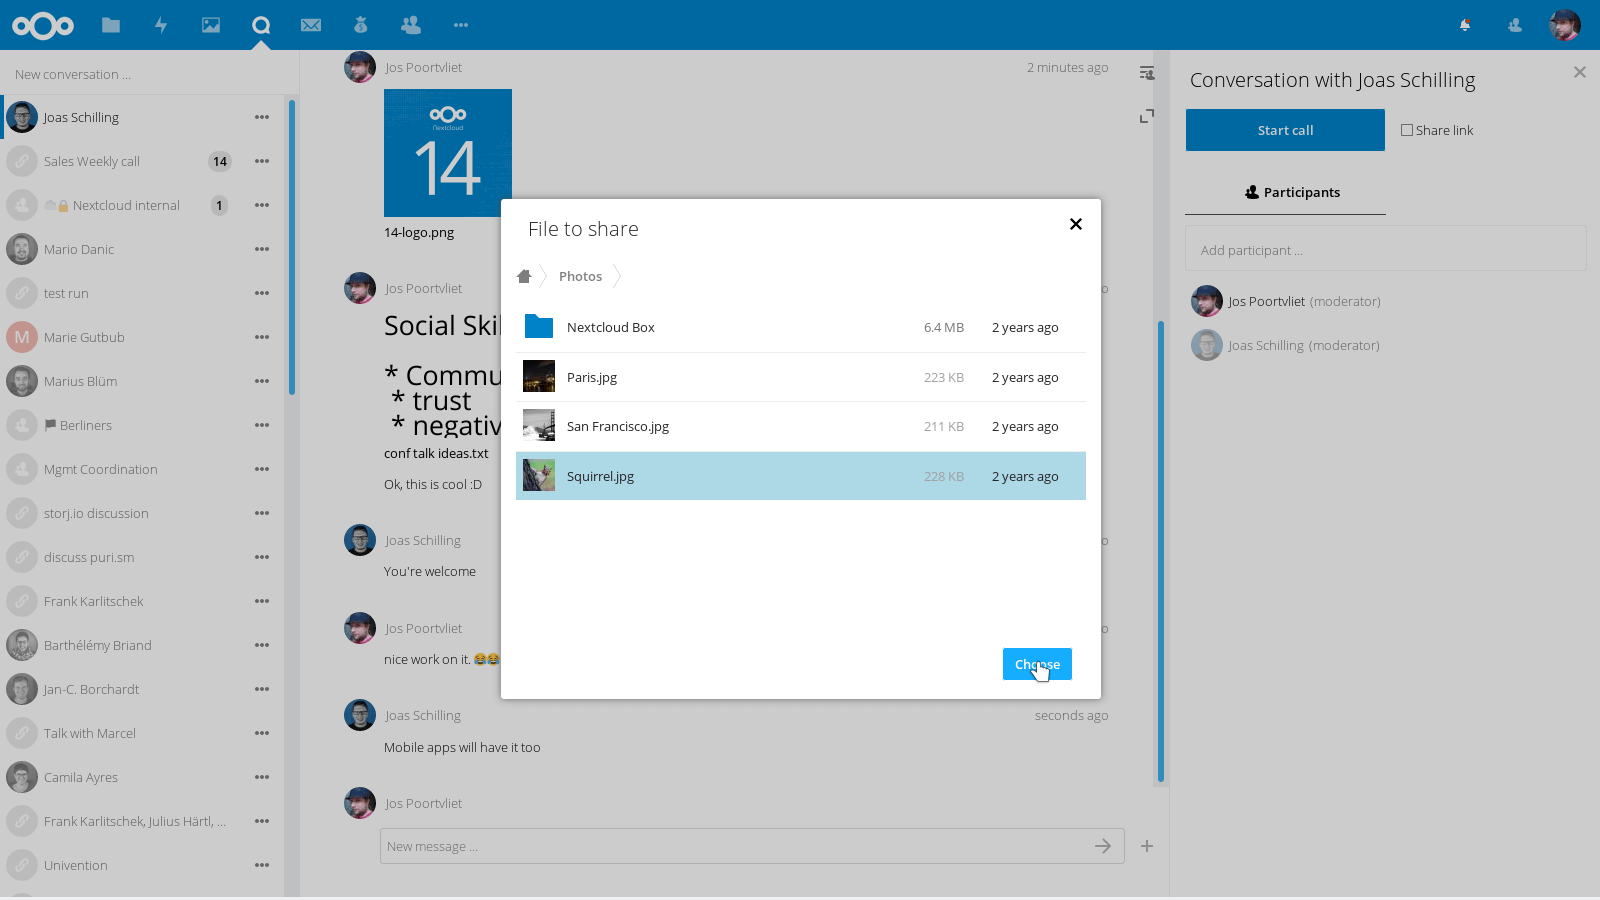 New conversation ...
Joas Schilling
Sales Weekly call 14
Nextcloud internal 1
Mario Danic
test run
M Marie Gutbub
Marius Blüm
Berliners
Mgmt Coordination
storj.io discussion
discuss puri.sm
Frank Karlitschek
Barthélémy Briand
Jan-C. Borchardt
Talk with Marcel
Camila Ayres
Frank Karlitschek, Julius Härtl, ...
Univention
Jos Poortvliet 2 minutes ago
Nextcloud
14
14-logo.png
Jos Poortvliet
Social
* Commu
* trust
* negativ
conf talk ideas.txt
Ok, this is cool :D
Joas Schilling
You're welcome
Jos Poortvliet
nice work on it. 😂😂
Joas Schilling seconds ago
Mobile apps will have it too
Jos Poortvliet
New message ...
File to share
Photos
Nextcloud Box 6.4 MB 2 years ago
Paris.jpg 223 KB 2 years ago
San Francisco.jpg 211 KB 2 years ago
Squirrel.jpg 228 KB 2 years ago
Choose
Conversation with Joas Schilling
Start call Share link
Participants
Add participant ...
Jos Poortvliet (moderator)
Joas Schilling (moderator)